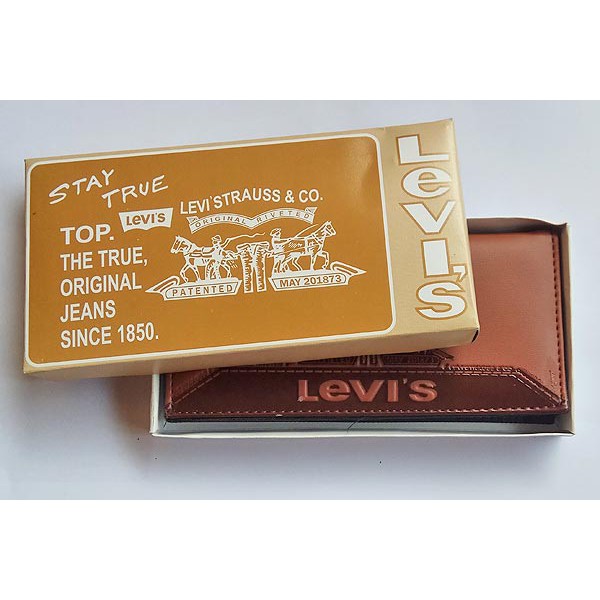 STAY
TRUE
LEVI'S
LEVI'STRAUSS & CO.
ORIGINAL RIVETED
PATENTED
MAY 201873
TOP.
THE TRUE,
ORIGINAL
JEANS
SINCE 1850.
LEVI'S
LEVI'S